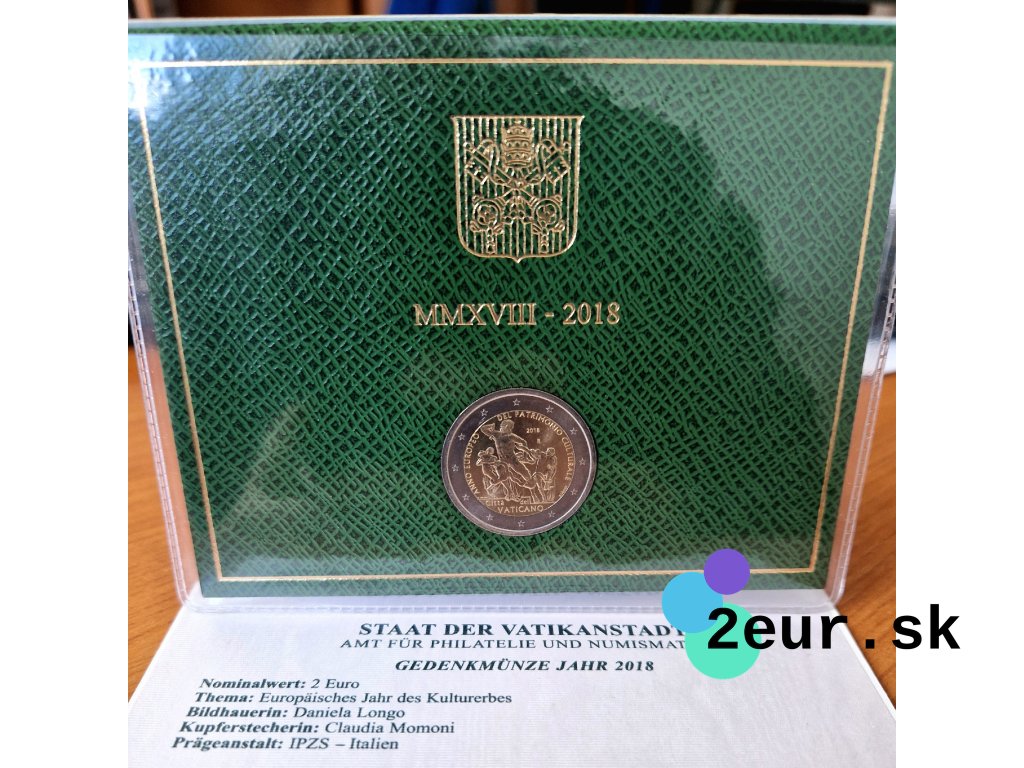 MMXVIII - 2018
ANNO EUROPEO DEL PATRIMONIO CULTURALE
2018
R
Città del
VATICANO
2eur.sk
STAAT DER VATIKANSTADT
AMT FÜR PHILATELIE UND NUMISMAT
GEDENKMÜNZE JAHR 2018
Nominalwert: 2 Euro
Thema: Europäisches Jahr des Kulturerbes
Bildhauerin: Daniela Longo
Kupferstecherin: Claudia Momoni
Prägeanstalt: IPZS – Italien